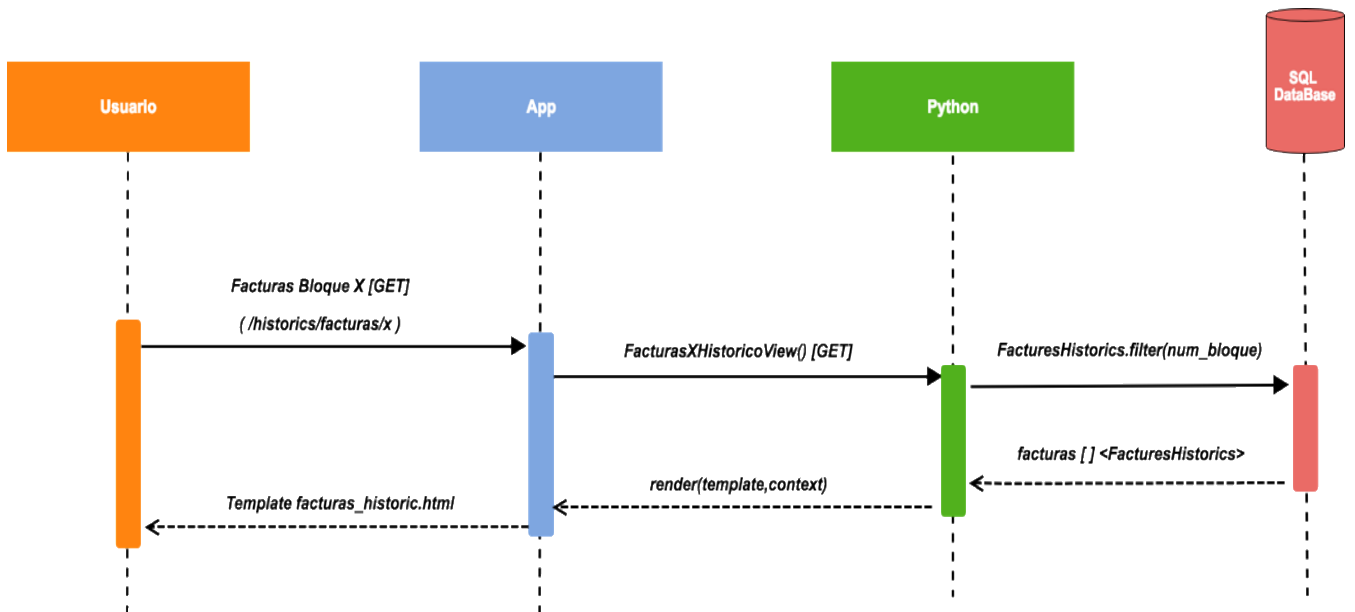 Usuario
App
Python
SQL
DataBase
Facturas Bloque X [GET]
( /historics/facturas/x )
FacturasXHistoricoView() [GET]
FacturesHistorics.filter(num_bloque)
facturas [ ] <FacturesHistorics>
render(template,context)
Template facturas_historic.html